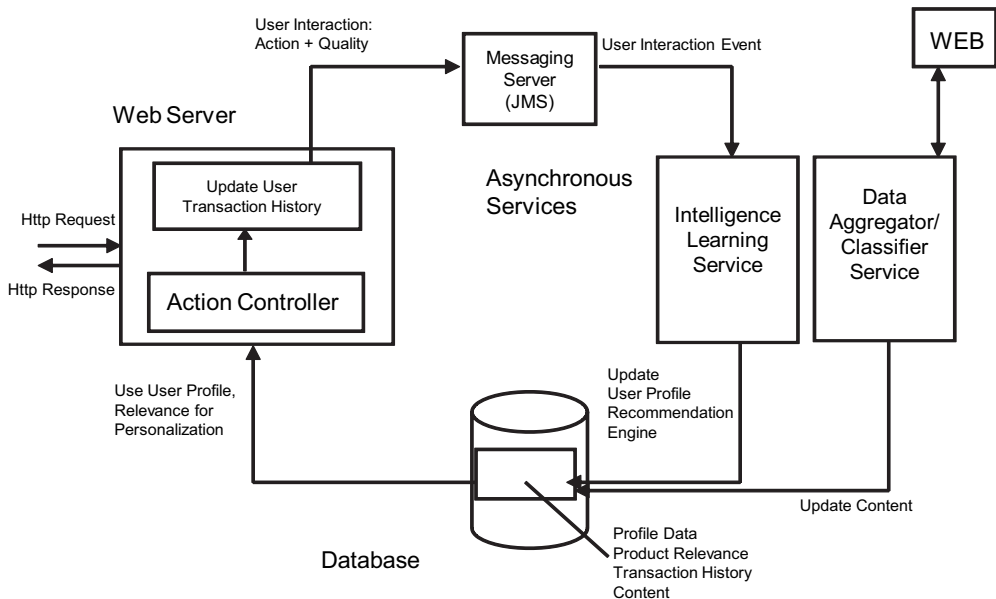 User Interaction:
Action + Quality
Messaging
Server
(JMS)
User Interaction Event
WEB
Web Server
Update User
Transaction History
Asynchronous
Services
Intelligence
Learning
Service
Data
Aggregator/
Classifier
Service
Http Request
Http Response
Action Controller
Use User Profile,
Relevance for
Personalization
Update
User Profile
Recommendation
Engine
Update Content
Database
Profile Data
Product Relevance
Transaction History
Content